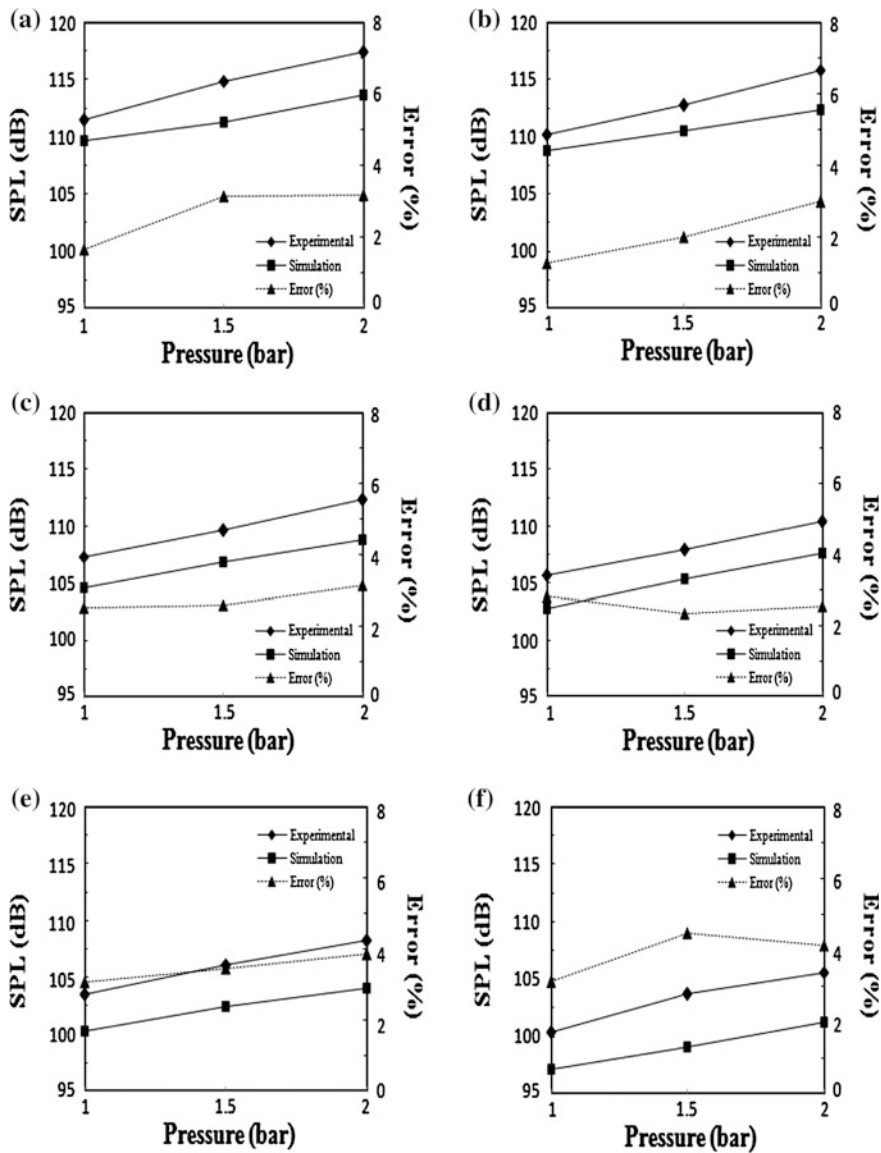 (a)
120
115
110
105
100
95
SPL (dB)
8
6
4
2
0
Error (%)
Experimental
Simulation
Error (%)
1
1.5
2
Pressure (bar)
(b)
120
115
110
105
100
95
SPL (dB)
8
6
4
2
0
Error (%)
Experimental
Simulation
Error (%)
1
1.5
2
Pressure (bar)
(c)
120
115
110
105
100
95
SPL (dB)
8
6
4
2
0
Error (%)
Experimental
Simulation
Error (%)
1
1.5
2
Pressure (bar)
(d)
120
115
110
105
100
95
SPL (dB)
8
6
4
2
0
Error (%)
Experimental
Simulation
Error (%)
1
1.5
2
Pressure (bar)
(e)
120
115
110
105
100
95
SPL (dB)
8
6
4
2
0
Error (%)
Experimental
Simulation
Error (%)
1
1.5
2
Pressure (bar)
(f)
120
115
110
105
100
95
SPL (dB)
8
6
4
2
0
Error (%)
Experimental
Simulation
Error (%)
1
1.5
2
Pressure (bar)